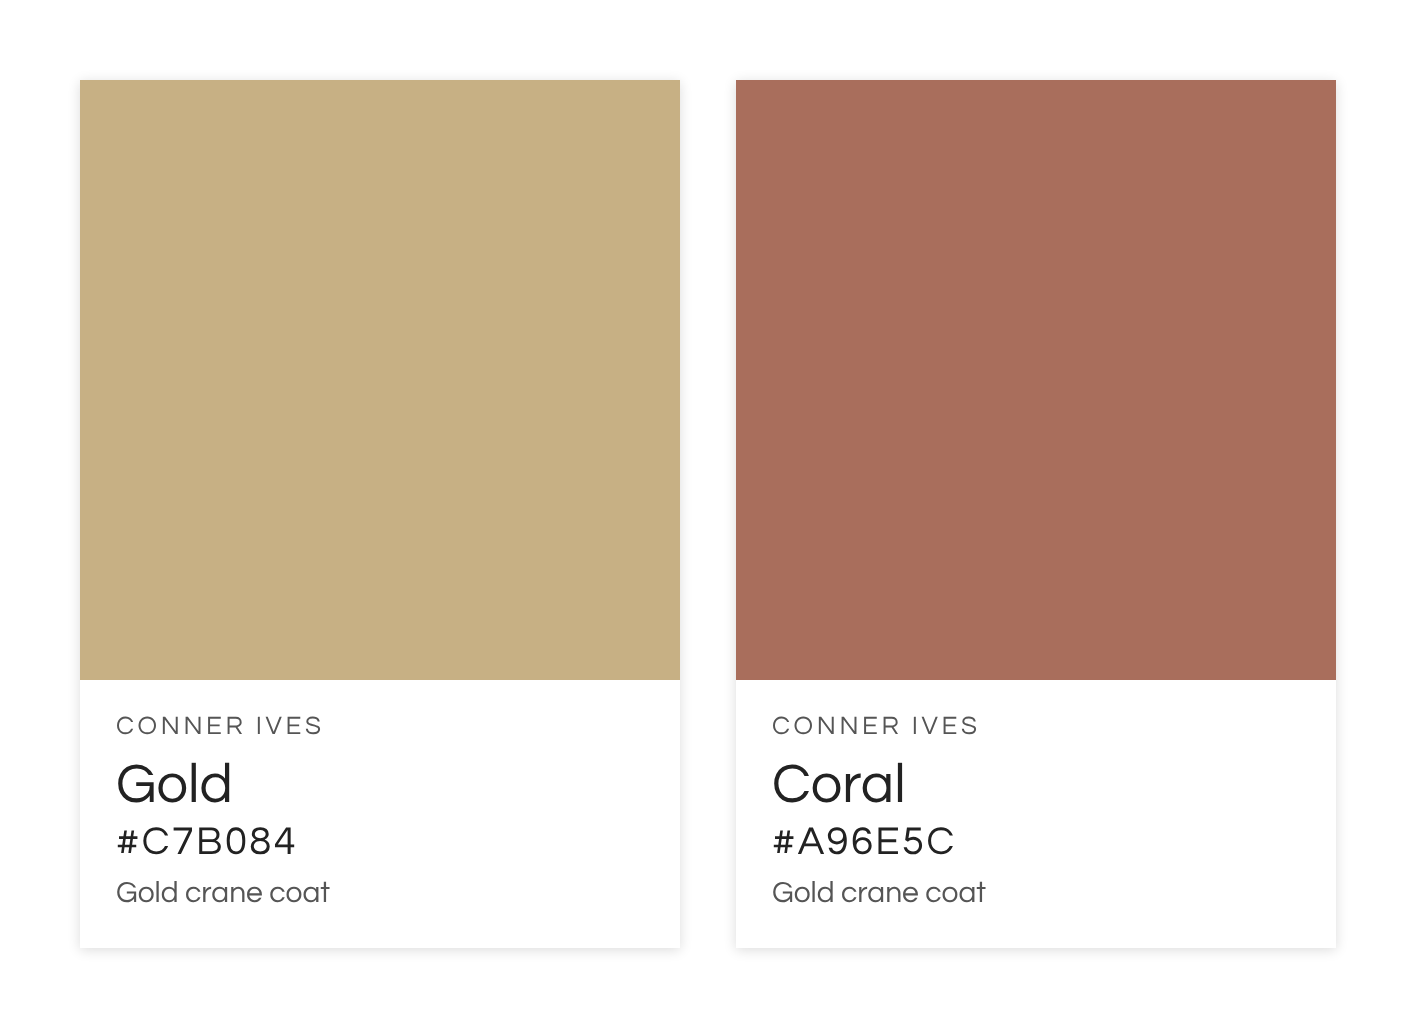 CONNER IVES
Gold
#C7B084
Gold crane coat
CONNER IVES
Coral
#A96E5C
Gold crane coat